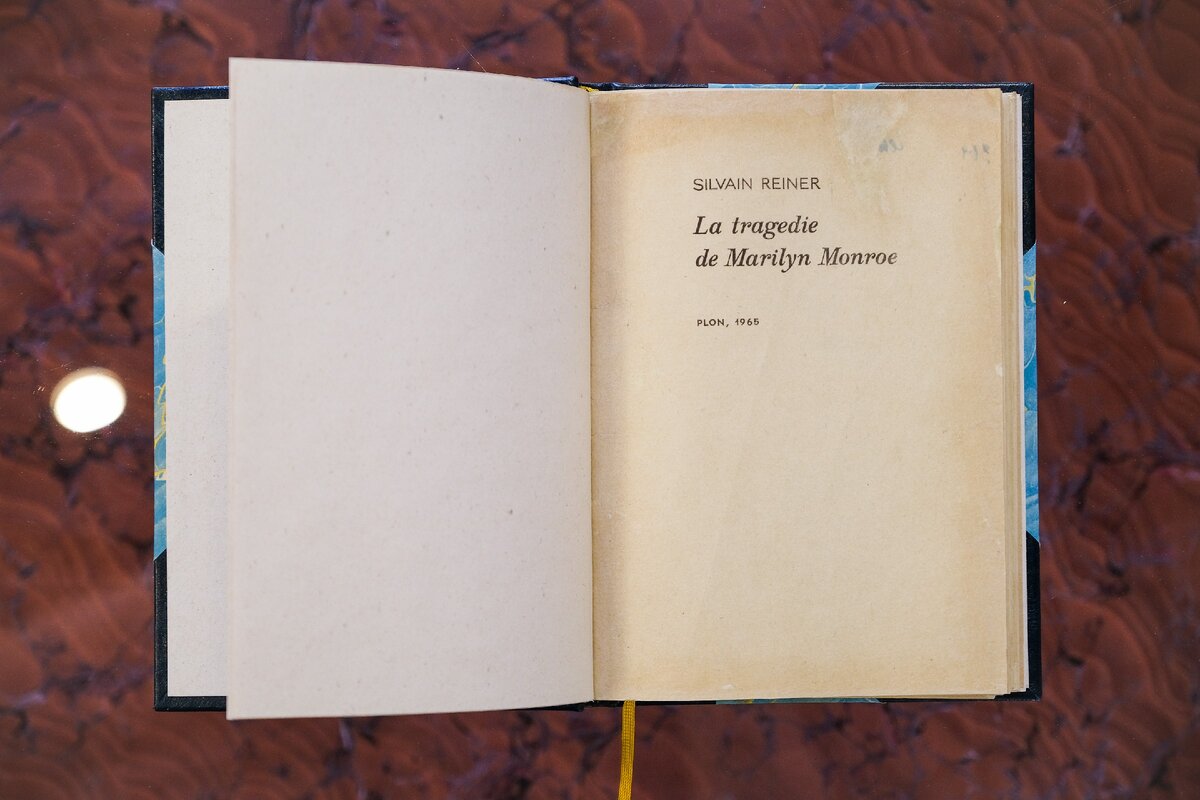 SILVAIN REINER
La tragedie
de Marilyn Monroe
PLON, 1965